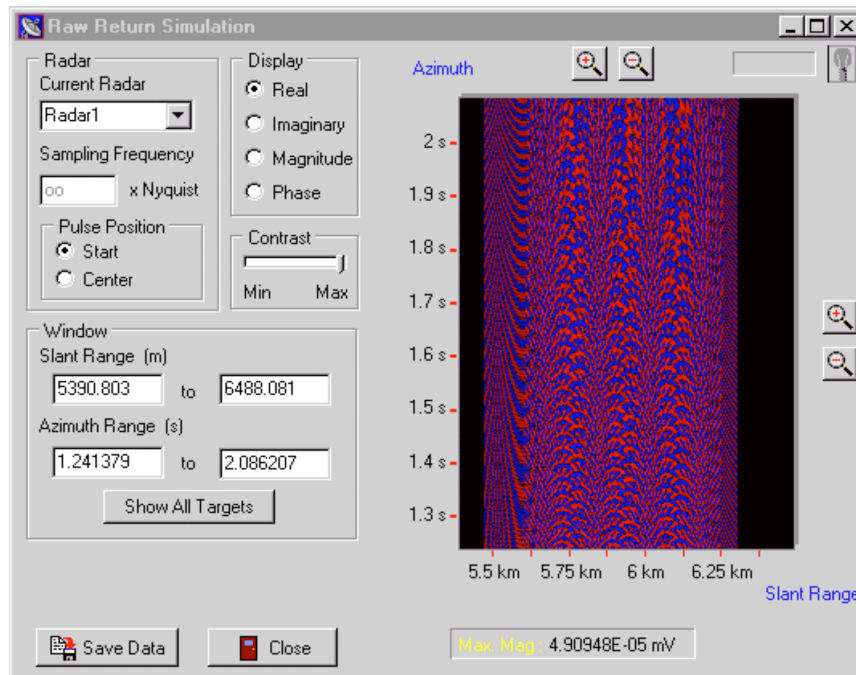 Raw Return Simulation
Radar
Current Radar
Radar1
Sampling Frequency
oo x Nyquist
Pulse Position
Start
Center
Display
Real
Imaginary
Magnitude
Phase
Contrast
Min Max
Window
Slant Range (m)
5390.803 to 6488.081
Azimuth Range (s)
1.241379 to 2.086207
Show All Targets
Save Data
Close
Azimuth
2 s
1.9 s
1.8 s
1.7 s
1.6 s
1.5 s
1.4 s
1.3 s
5.5 km 5.75 km 6 km 6.25 km
Slant Range
Max. Mag : 4.90948E-05 mV